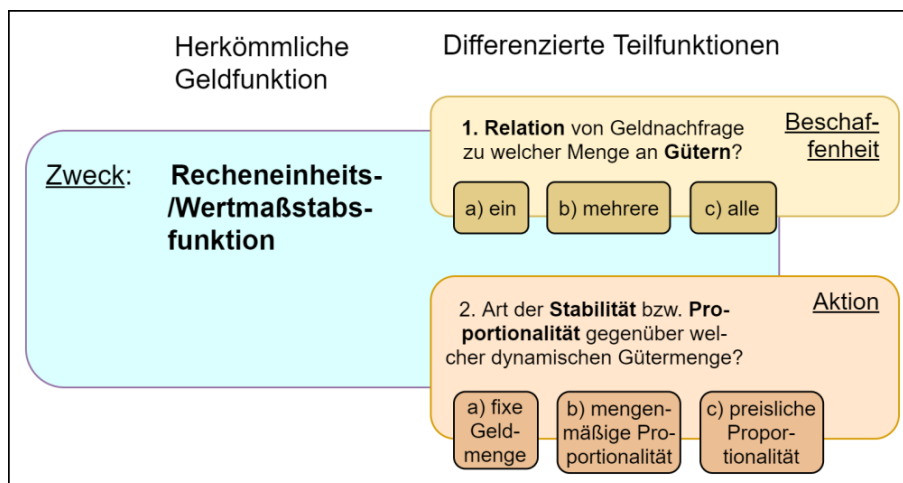 Herkömmliche
Geldfunktion
Differenzierte Teilfunktionen
Zweck:
Recheneinheits-
/Wertmaßstabs-
funktion
1. Relation von Geldnachfrage
zu welcher Menge an Gütern?
Beschaf-
fenheit
a) ein
b) mehrere
c) alle
2. Art der Stabilität bzw. Pro-
portionalität gegenüber wel-
cher dynamischen Gütermenge?
Aktion
a) fixe
Geld-
menge
b) mengen-
mäßige Pro-
portionalität
c) preisliche
Propor-
tionalität